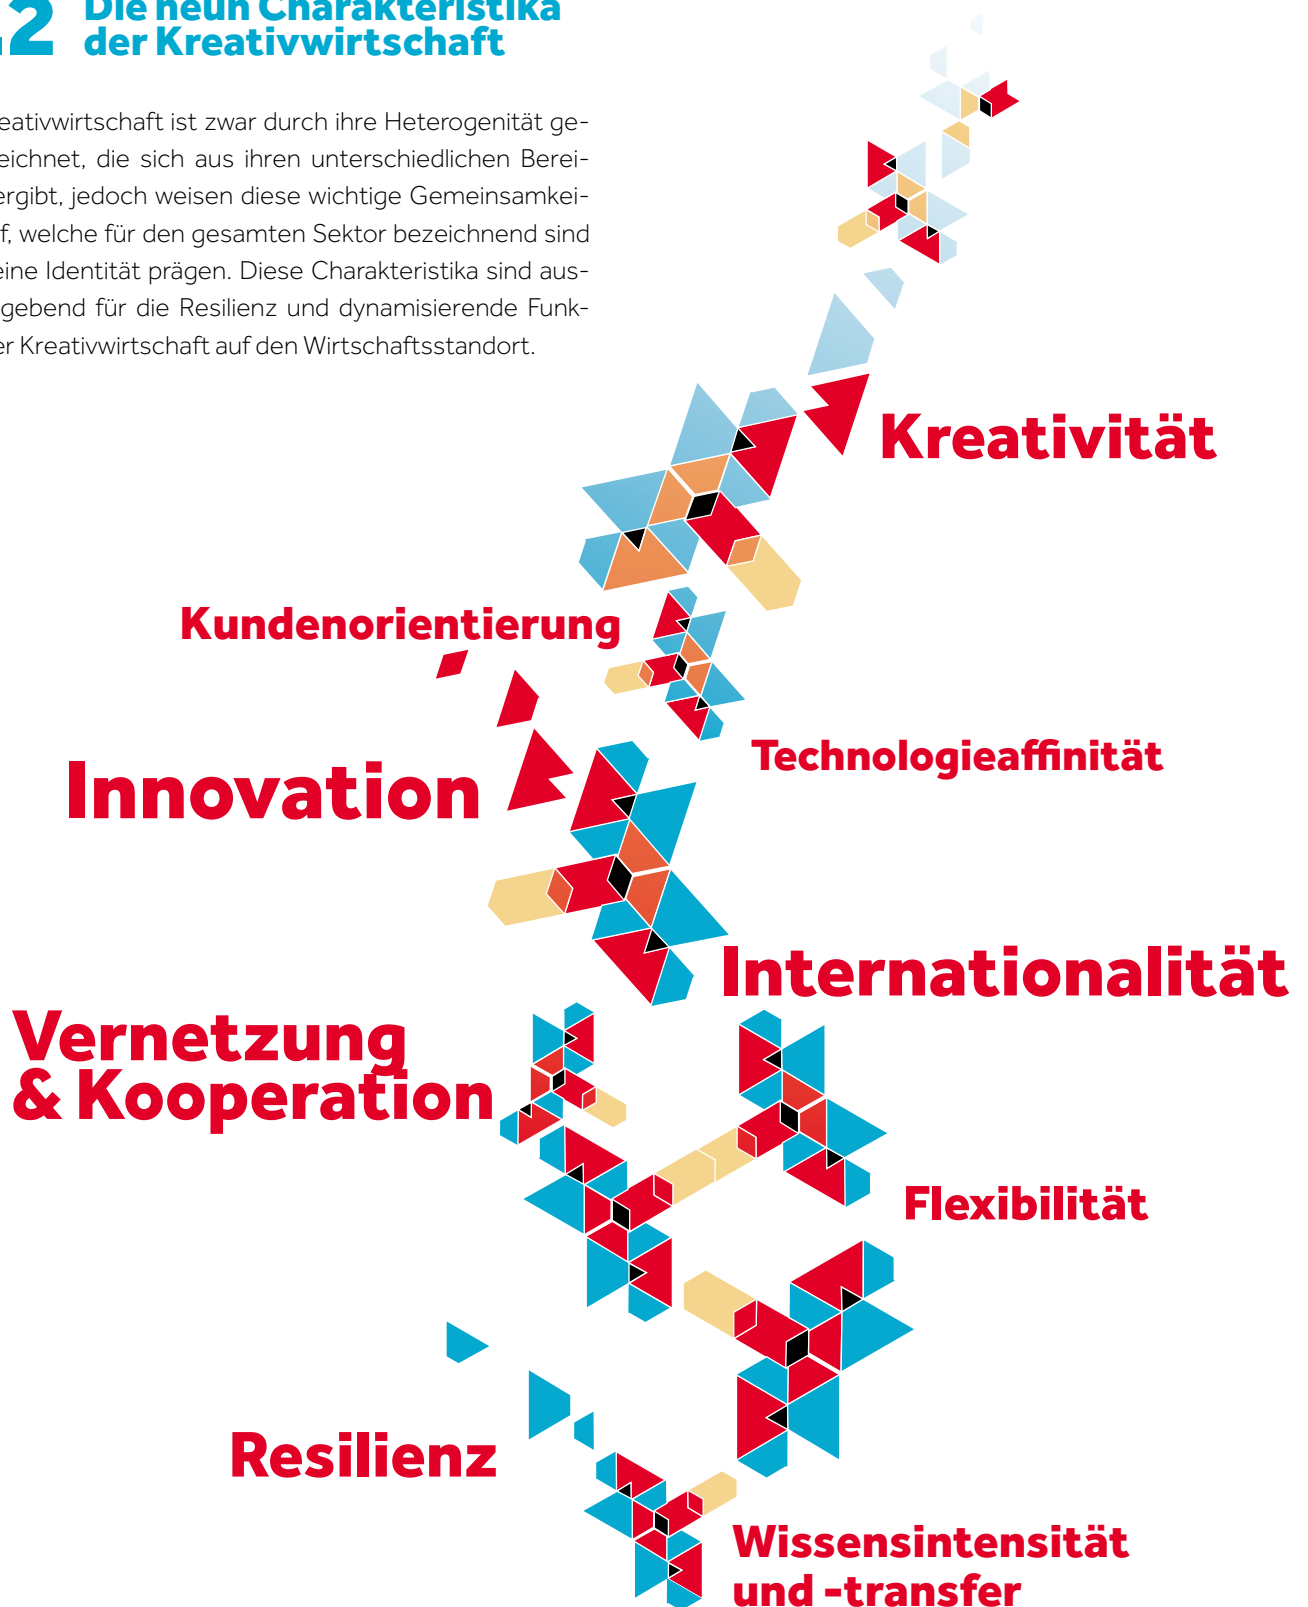 .2 Die neun Charakteristika
der Kreativwirtschaft
eativwirtschaft ist zwar durch ihre Heterogenität ge-
eichnet, die sich aus ihren unterschiedlichen Berei-
ergibt, jedoch weisen diese wichtige Gemeinsamkei-
f, welche für den gesamten Sektor bezeichnend sind
eine Identität prägen. Diese Charakteristika sind aus-
gebend für die Resilienz und dynamisierende Funk-
er Kreativwirtschaft auf den Wirtschaftsstandort.
Kreativität
Kundenorientierung
Technologieaffinität
Innovation
Internationalität
Vernetzung
& Kooperation
Flexibilität
Resilienz
Wissensintensität
und -transfer